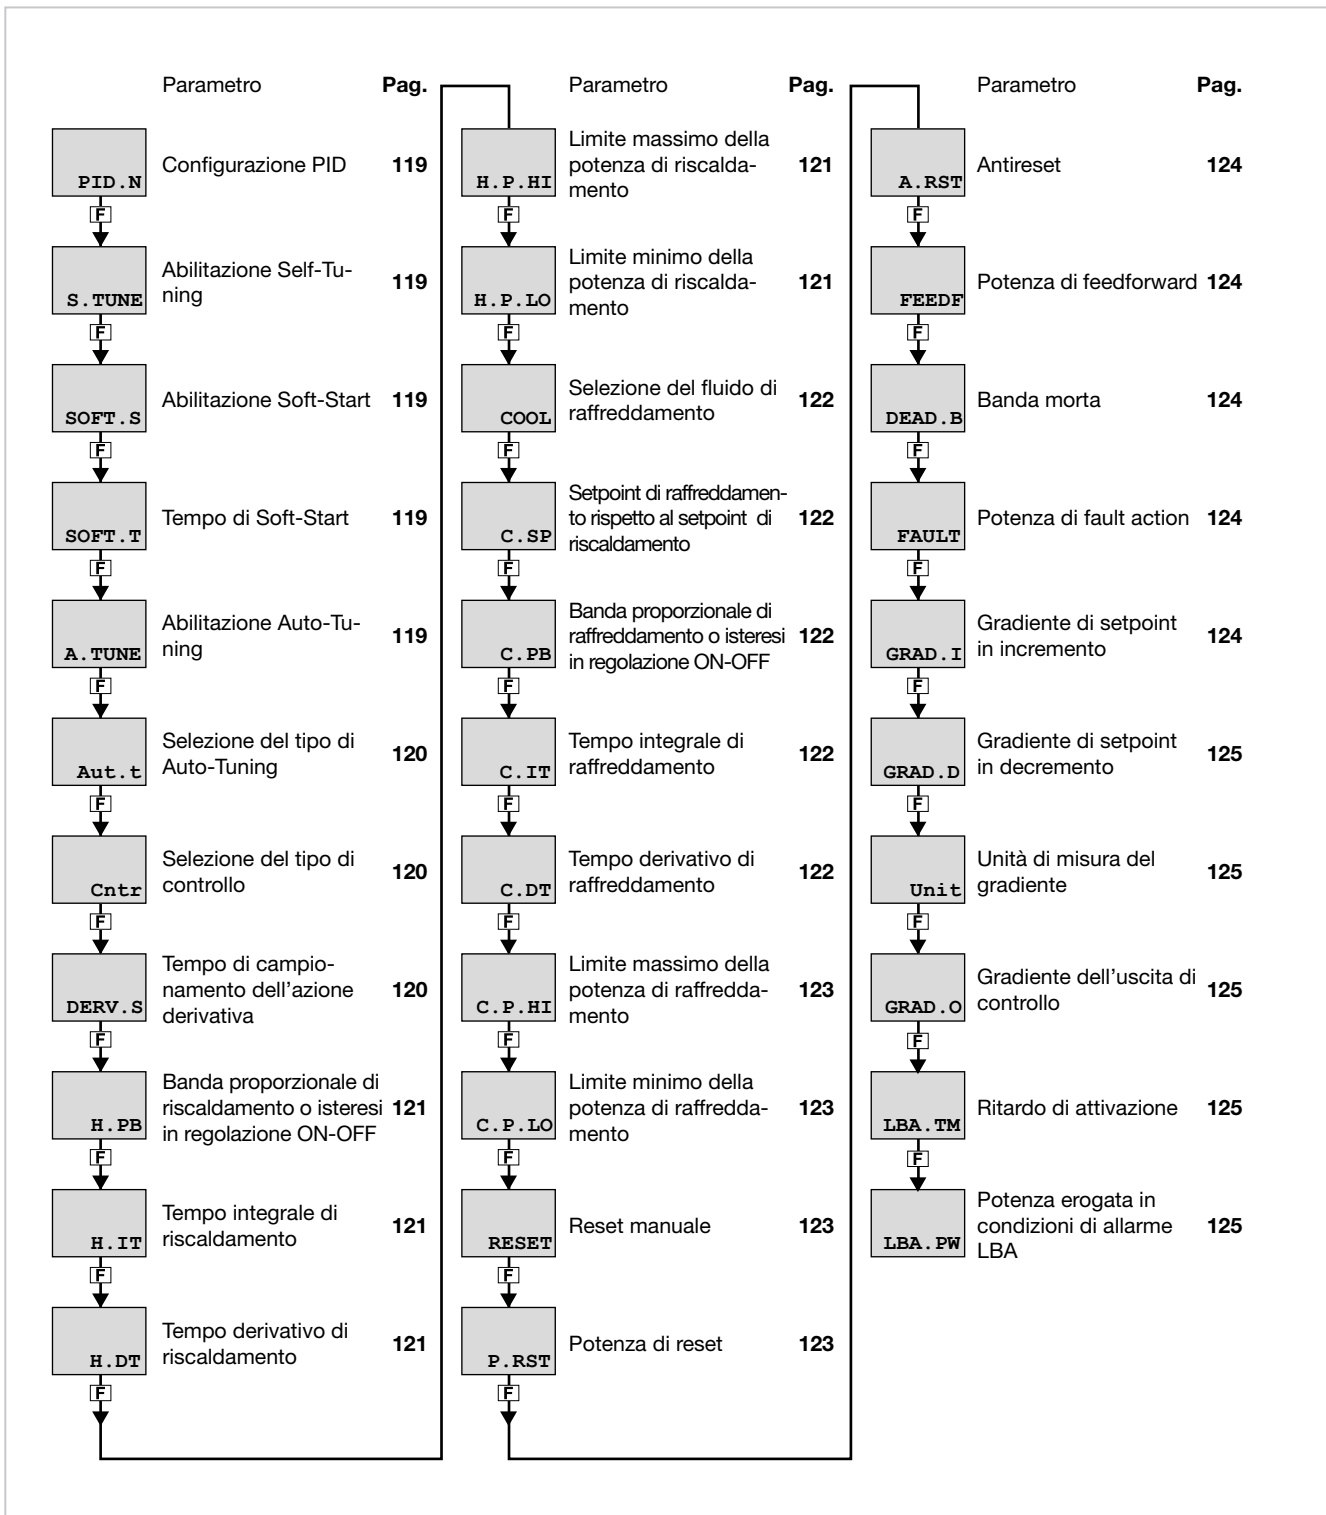 Parametro Pag.
PID.N Configurazione PID 119
F
S.TUNE Abilitazione Self-Tu-
ning 119
F
SOFT.S Abilitazione Soft-Start 119
F
SOFT.T Tempo di Soft-Start 119
F
A.TUNE Abilitazione Auto-Tu-
ning 119
F
Aut.t Selezione del tipo di
Auto-Tuning 120
F
Cntr Selezione del tipo di
controllo 120
F
DERV.S Tempo di campio-
namento dell'azione
derivativa 120
F
H.PB Banda proporzionale di
riscaldamento o isteresi
in regolazione ON-OFF 121
F
H.IT Tempo integrale di
riscaldamento 121
F
H.DT Tempo derivativo di
riscaldamento 121
F
Parametro Pag.
H.P.HI Limite massimo della
potenza di riscalda-
mento 121
F
H.P.LO Limite minimo della
potenza di riscalda-
mento 121
F
COOL Selezione del fluido di
raffreddamento 122
F
C.SP Setpoint di raffreddamen-
to rispetto al setpoint di
riscaldamento 122
F
C.PB Banda proporzionale di
raffreddamento o isteresi
in regolazione ON-OFF 122
F
C.IT Tempo integrale di
raffreddamento 122
F
C.DT Tempo derivativo di
raffreddamento 122
F
C.P.HI Limite massimo della
potenza di raffredda-
mento 123
F
C.P.LO Limite minimo della
potenza di raffredda-
mento 123
F
RESET Reset manuale 123
F
P.RST Potenza di reset 123
F
Parametro Pag.
A.RST Antireset 124
F
FEEDF Potenza di feedforward 124
F
DEAD.B Banda morta 124
F
FAULT Potenza di fault action 124
F
GRAD.I Gradiente di setpoint
in incremento 124
F
GRAD.D Gradiente di setpoint
in decremento 125
F
Unit Unità di misura del
gradiente 125
F
GRAD.O Gradiente dell'uscita di
controllo 125
F
LBA.TM Ritardo di attivazione 125
F
LBA.PW Potenza erogata in
condizioni di allarme
LBA 125